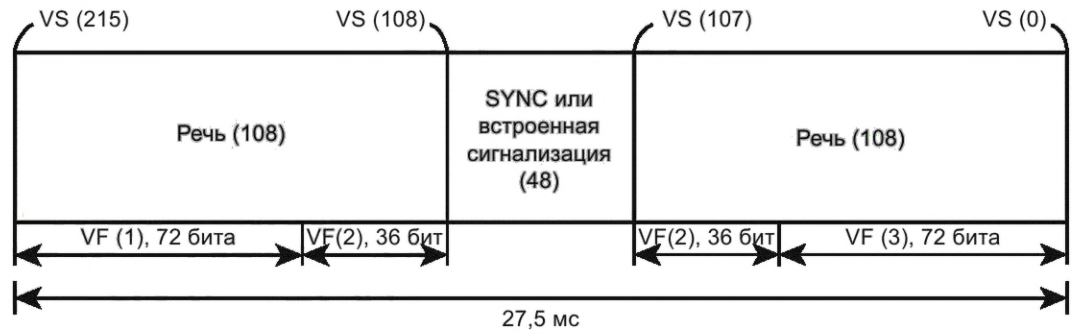 VS (215)
VS (108)
VS (107)
VS (0)
Речь (108)
SYNC или
встроенная
сигнализация
(48)
Речь (108)
VF (1), 72 бита
VF(2), 36 бит
VF(2), 36 бит
VF (3), 72 бита
27,5 мс